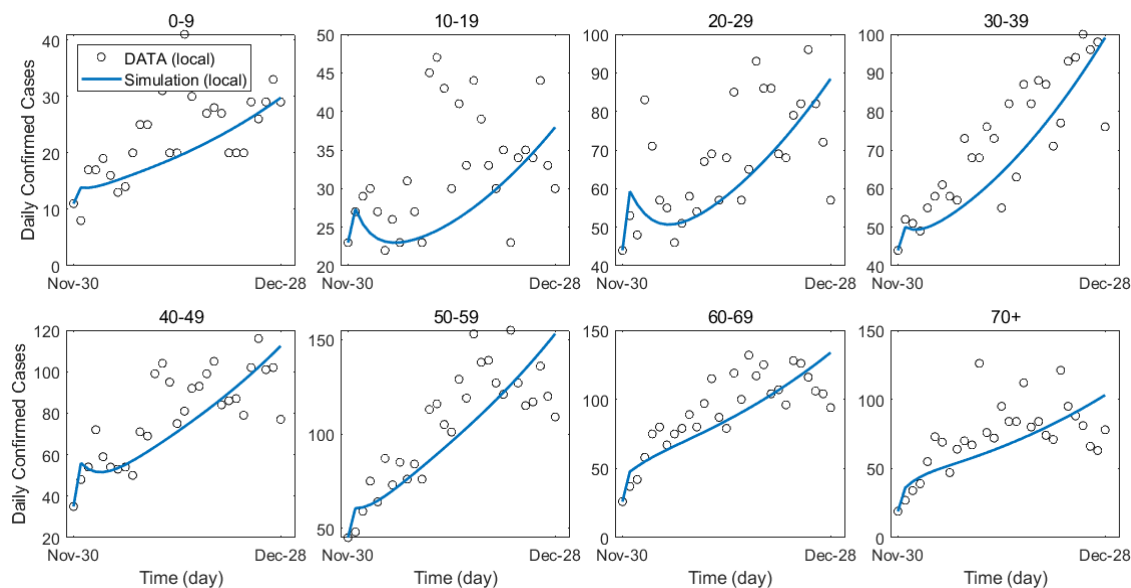 0-9
10-19
20-29
30-39
DATA (local)
Simulation (local)
Daily Confirmed Cases
40
30
20
10
0
50
45
40
35
30
25
20
100
90
80
70
60
50
40
100
90
80
70
60
50
40
Nov-30
Dec-28
Nov-30
Dec-28
Nov-30
Dec-28
Nov-30
Dec-28
40-49
50-59
60-69
70+
Daily Confirmed Cases
120
100
80
60
40
20
150
100
50
150
100
50
0
150
100
50
0
Nov-30
Dec-28
Nov-30
Dec-28
Nov-30
Dec-28
Nov-30
Dec-28
Time (day)
Time (day)
Time (day)
Time (day)